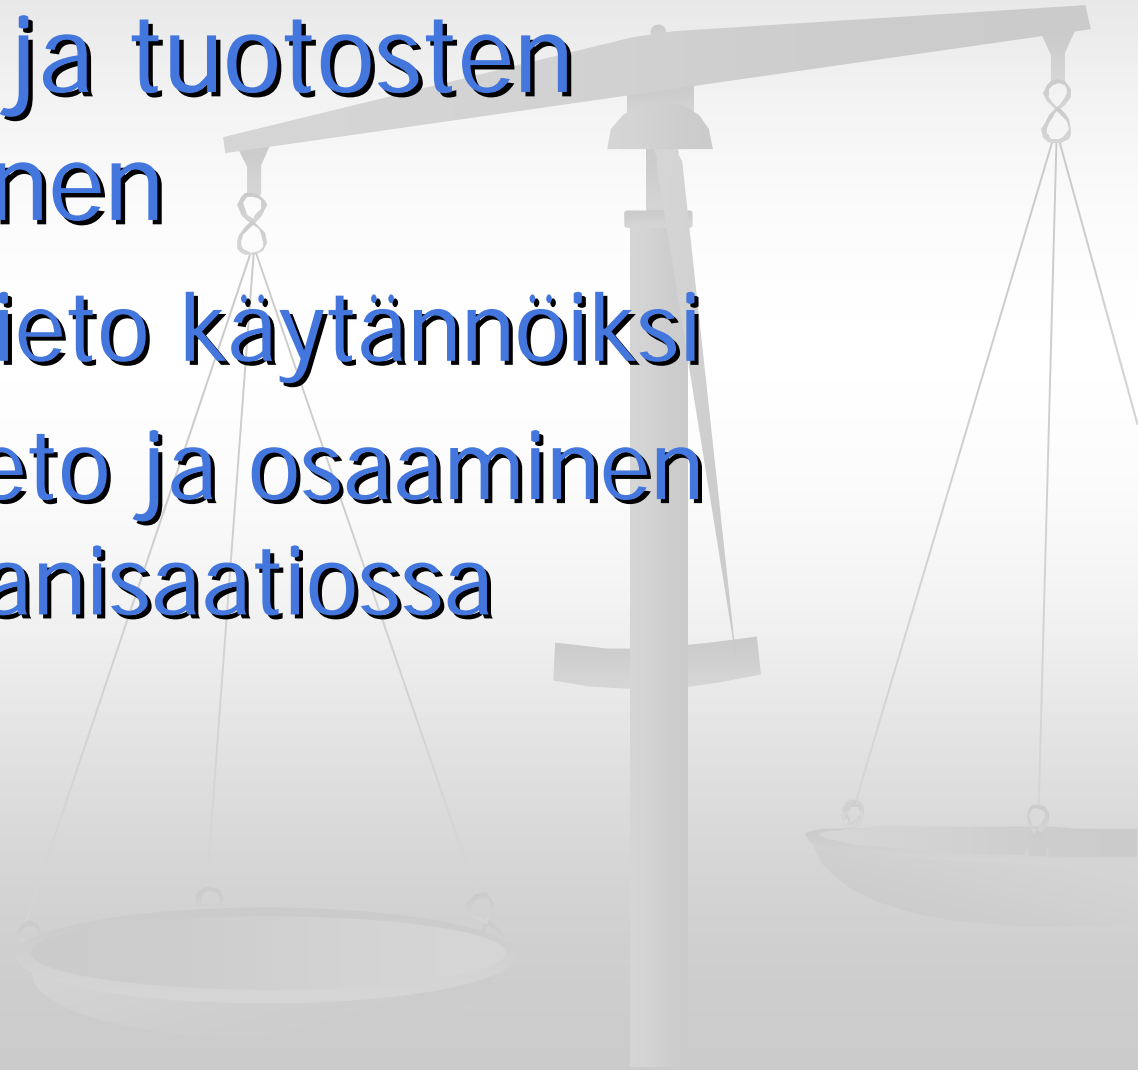 ja tuotosten
nen
ieto käytännöiksi
eto ja osaaminen
anisaatiossa